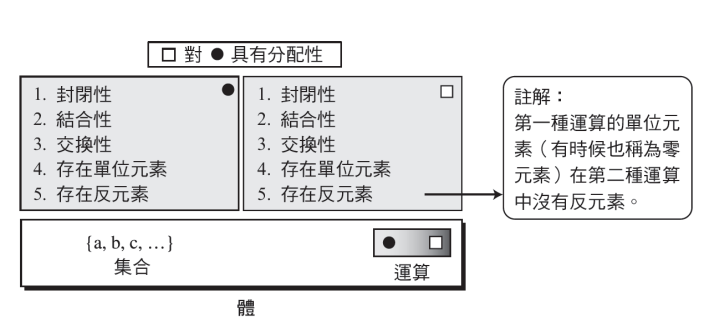 □ 對 ● 具有分配性
1. 封閉性
2. 結合性
3. 交換性
4. 存在單位元素
5. 存在反元素
1. 封閉性
2. 結合性
3. 交換性
4. 存在單位元素
5. 存在反元素
註解：
第一種運算的單位元
素（有時候也稱為零
元素）在第二種運算
中沒有反元素。
{a, b, c, …}
集合
運算
體